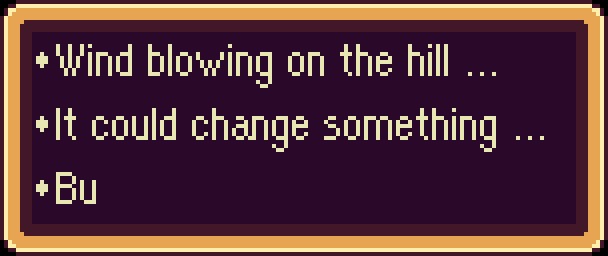 •Wind blowing on the hill ...
•It could change something ...
•Bu